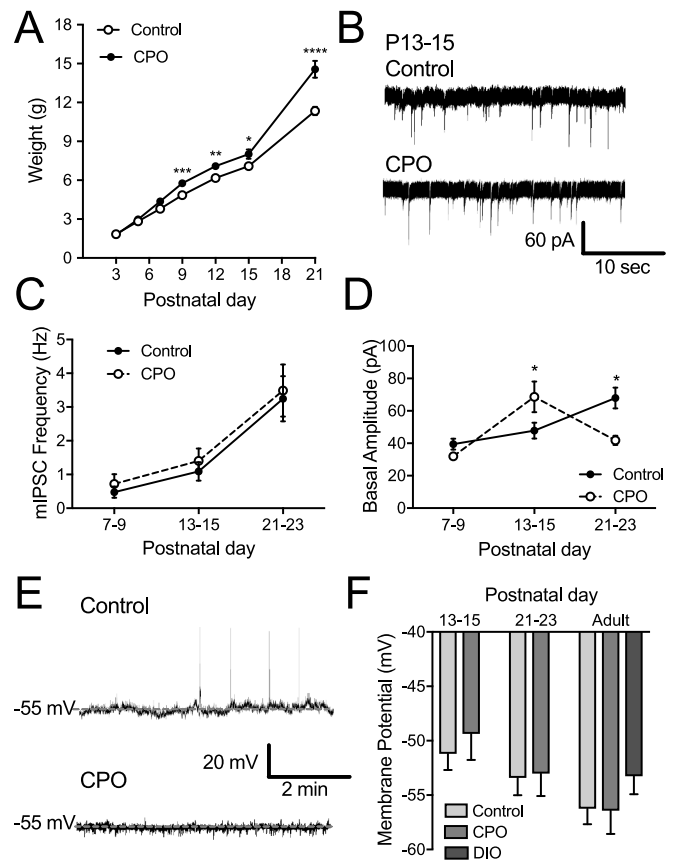 A
Weight (g)
18
15
12
9
6
3
0
Control
CPO
***
**
*
****
3 6 9 12 15 18 21
Postnatal day
B
P13-15
Control
CPO
60 pA
10 sec
C
mIPSC Frequency (Hz)
5
4
3
2
1
0
Control
CPO
7-9 13-15 21-23
Postnatal day
D
Basal Amplitude (pA)
100
80
60
40
20
0
*
*
Control
CPO
7-9 13-15 21-23
Postnatal day
E
Control
-55 mV
20 mV
2 min
CPO
-55 mV
F
Postnatal day
13-15 21-23 Adult
Membrane Potential (mV)
-40
-45
-50
-55
-60
Control
CPO
DIO